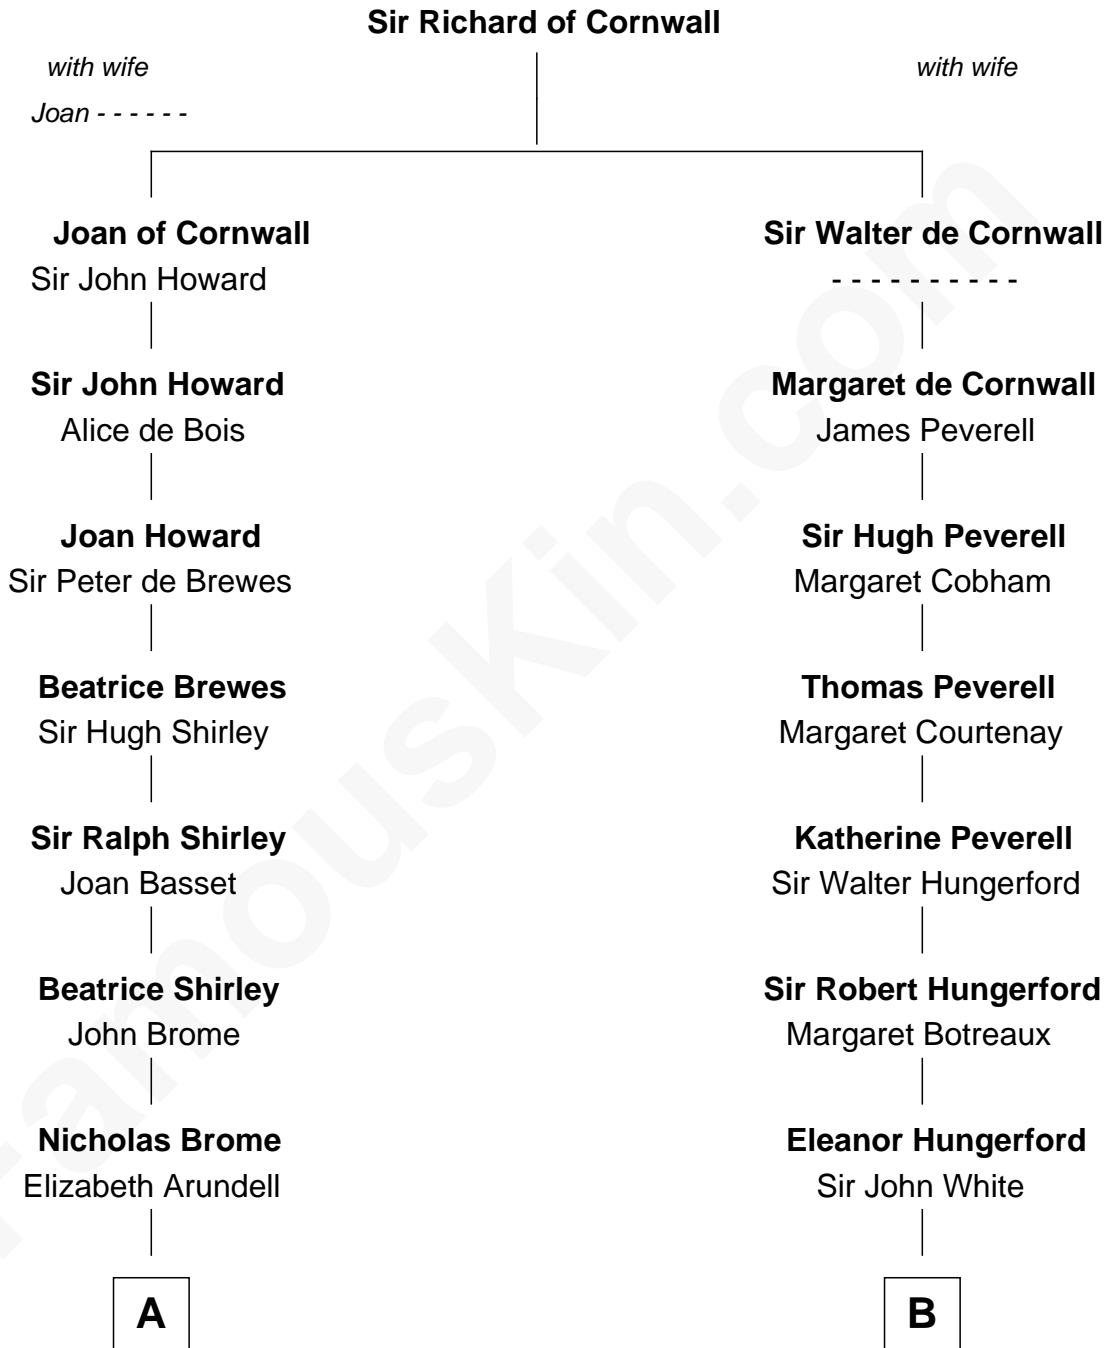 Sir Richard of Cornwall
with wife
with wife
Joan - - - - - -
Joan of Cornwall
Sir John Howard
Sir Walter de Cornwall
- - - - - - - - - -
Sir John Howard
Alice de Bois
Margaret de Cornwall
James Peverell
Joan Howard
Sir Peter de Brewes
Sir Hugh Peverell
Margaret Cobham
Beatrice Brewes
Sir Hugh Shirley
Thomas Peverell
Margaret Courtenay
Sir Ralph Shirley
Joan Basset
Katherine Peverell
Sir Walter Hungerford
Beatrice Shirley
John Brome
Sir Robert Hungerford
Margaret Botreaux
Nicholas Brome
Elizabeth Arundell
Eleanor Hungerford
Sir John White
A
B
FamousKin.com